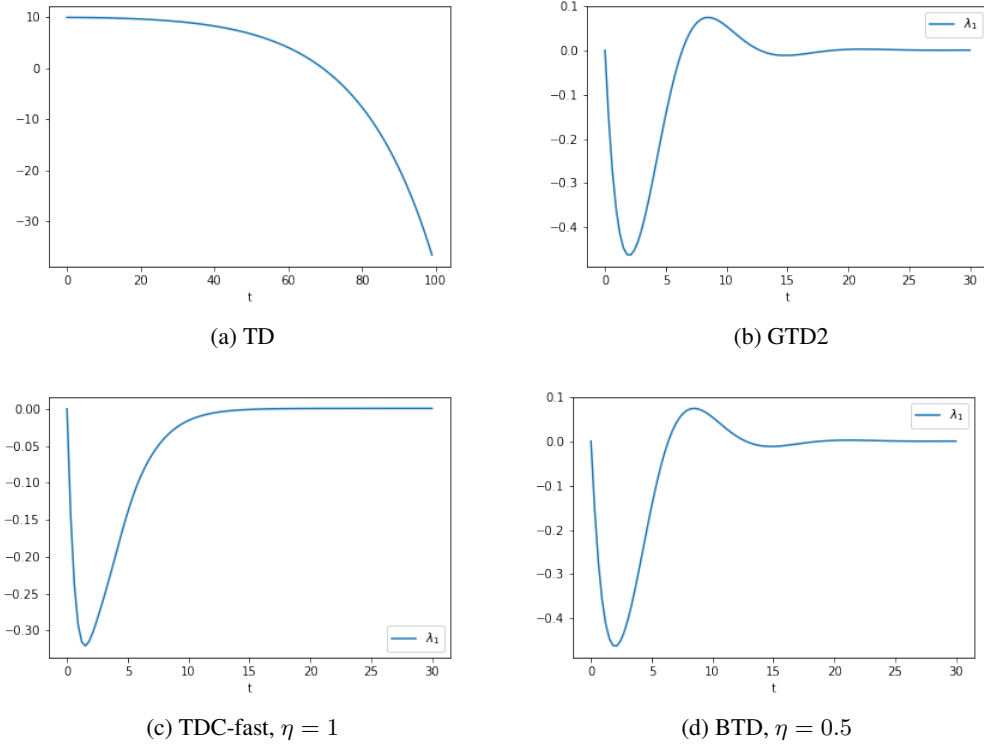 10
0
−10
−20
−30
0 20 40 60 80 100
t
(a) TD
0.1
0.0
−0.1
−0.2
−0.3
−0.4
λ1
0 5 10 15 20 25 30
t
(b) GTD2
0.00
−0.05
−0.10
−0.15
−0.20
−0.25
−0.30
λ1
0 5 10 15 20 25 30
t
(c) TDC-fast, η = 1
0.1
0.0
−0.1
−0.2
−0.3
−0.4
λ1
0 5 10 15 20 25 30
t
(d) BTD, η = 0.5